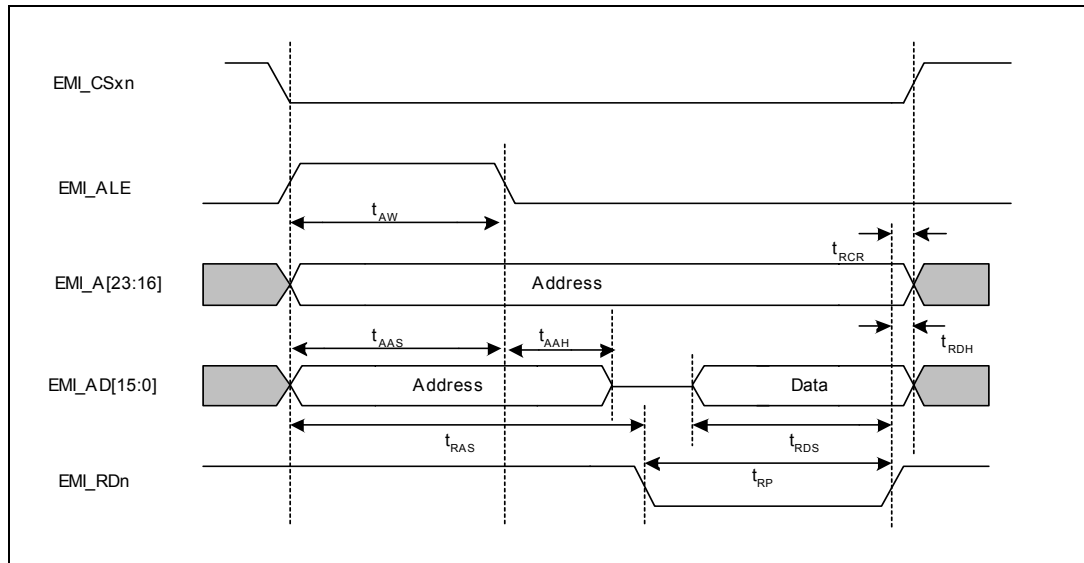 EMI_CSxn
EMI_ALE
t_AW
t_RCR
EMI_A[23:16]
Address
t_AAS
t_AAH
t_RDH
EMI_AD[15:0]
Address
Data
t_RAS
t_RDS
t_RP
EMI_RDn